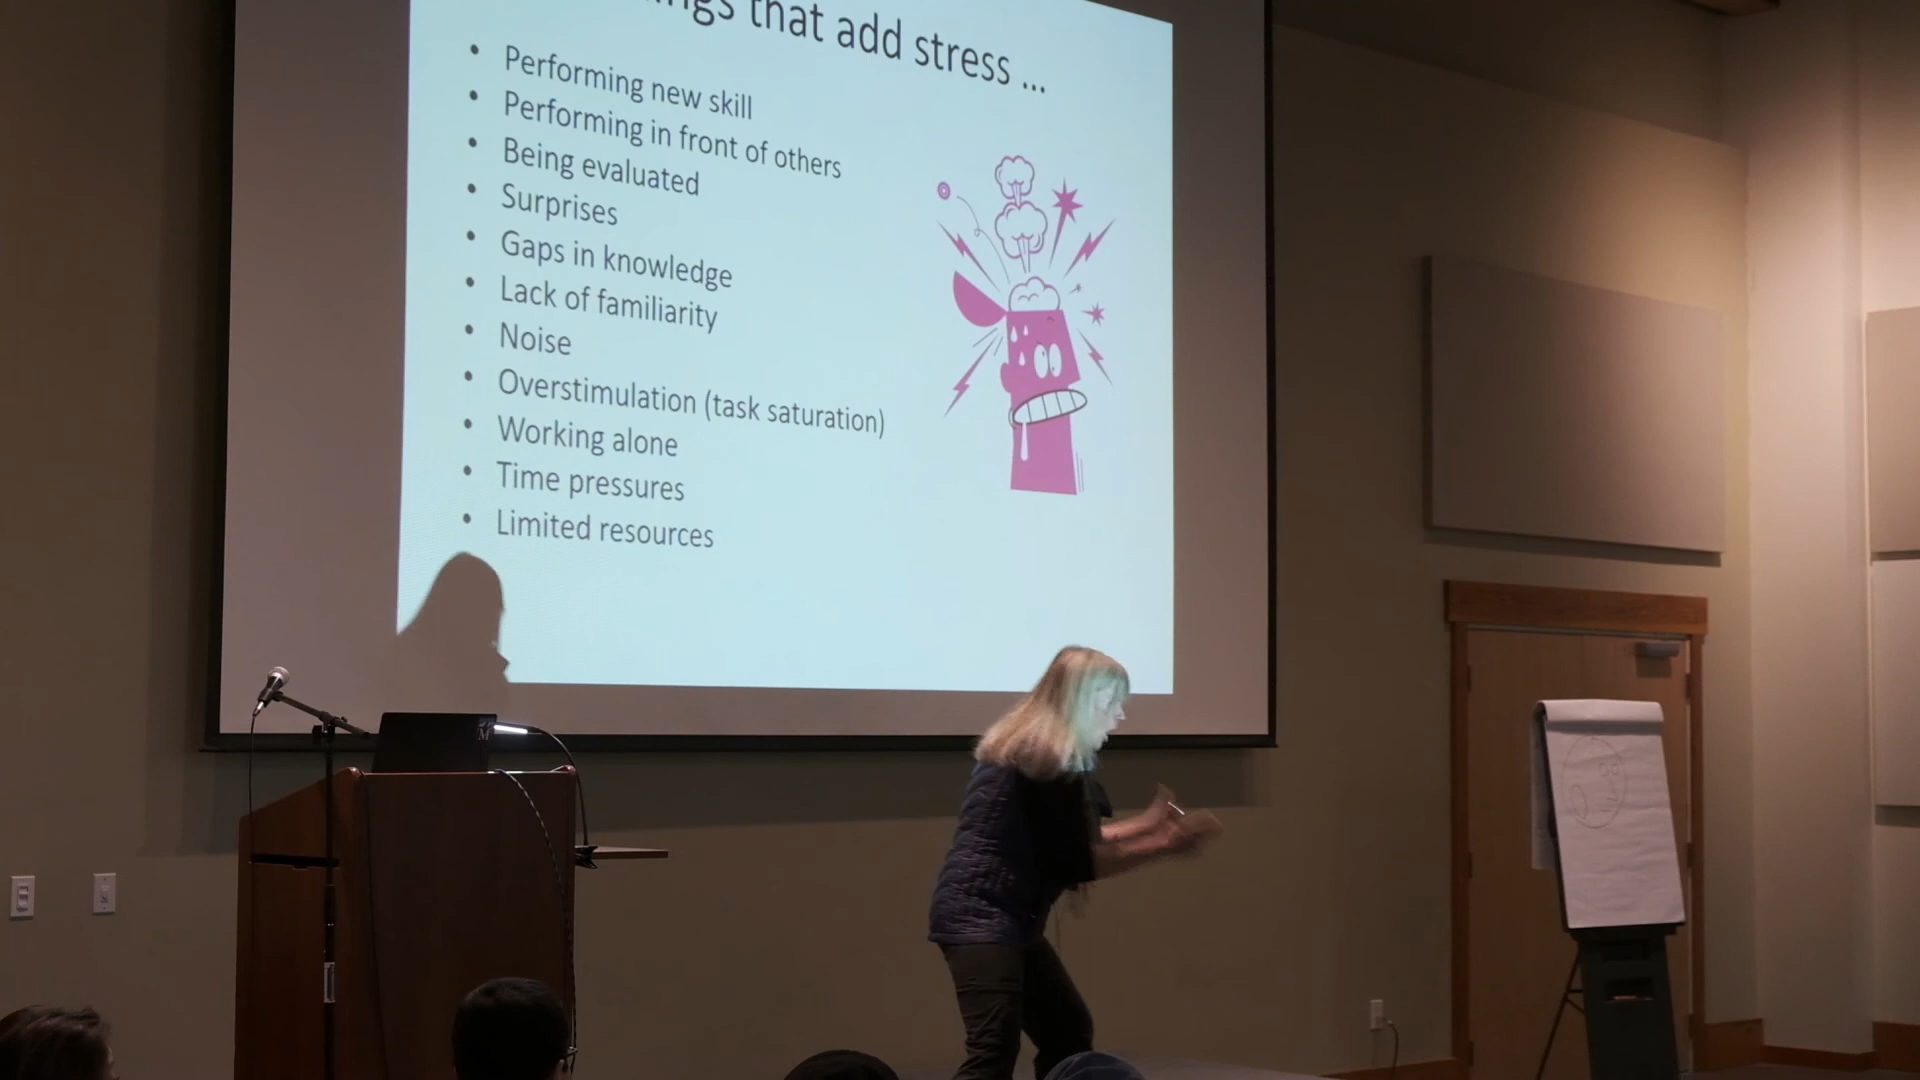 that add stress ...
• Performing new skill
• Performing in front of others
• Being evaluated
• Surprises
• Gaps in knowledge
• Lack of familiarity
• Noise
• Overstimulation (task saturation)
• Working alone
• Time pressures
• Limited resources